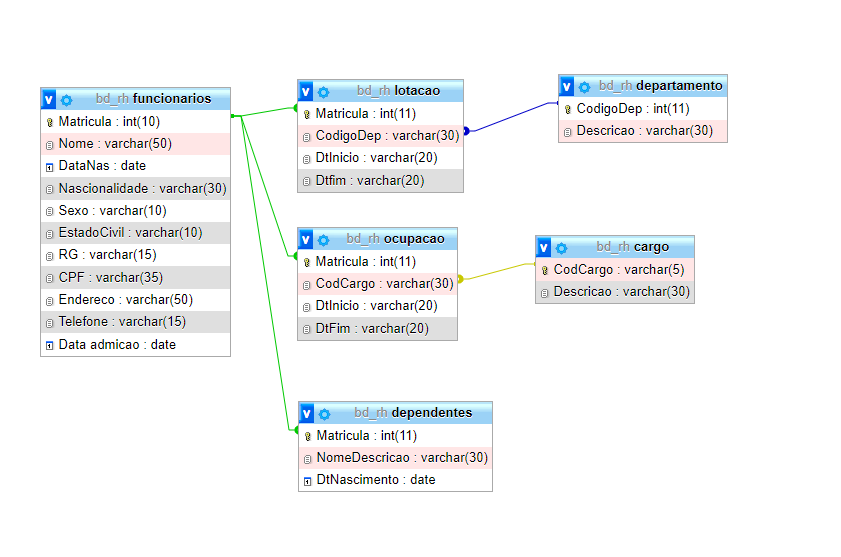 bd_rh funcionarios
Matricula : int(10)
Nome : varchar(50)
DataNas : date
Nascionalidade : varchar(30)
Sexo : varchar(10)
EstadoCivil : varchar(10)
RG : varchar(15)
CPF : varchar(35)
Endereco : varchar(50)
Telefone : varchar(15)
Data admicao : date
bd_rh lotacao
Matricula : int(11)
CodigoDep : varchar(30)
DtInicio : varchar(20)
Dtfim : varchar(20)
bd_rh departamento
CodigoDep : int(11)
Descricao : varchar(30)
bd_rh ocupacao
Matricula : int(11)
CodCargo : varchar(30)
DtInicio : varchar(20)
DtFim : varchar(20)
bd_rh cargo
CodCargo : varchar(5)
Descricao : varchar(30)
bd_rh dependentes
Matricula : int(11)
NomeDescricao : varchar(30)
DtNascimento : date